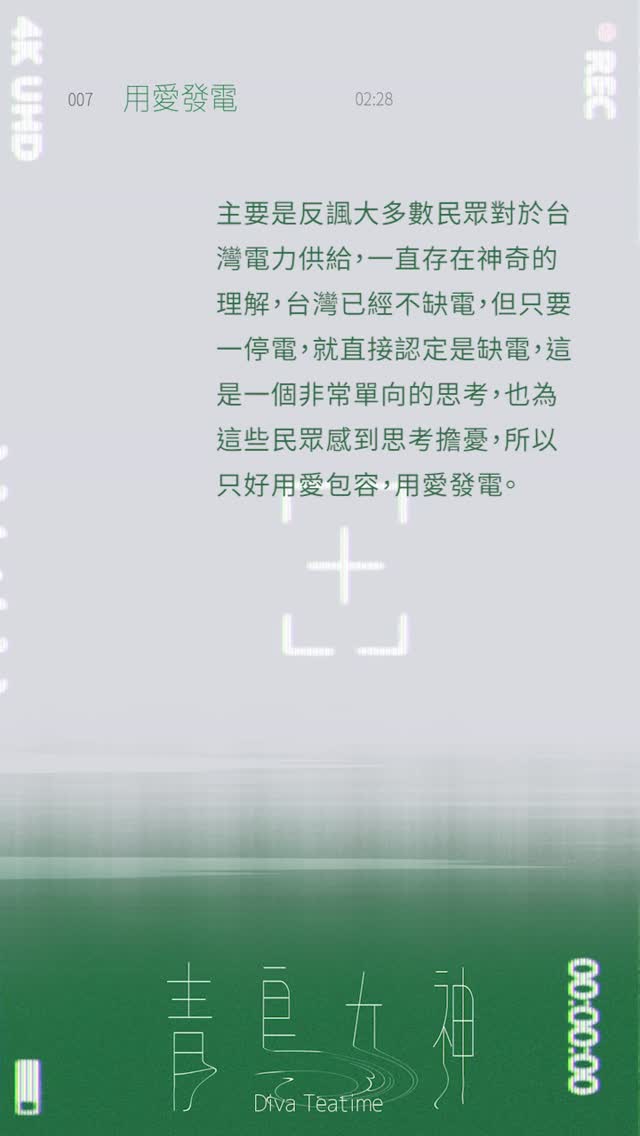 4K UHD
REC
007 用愛發電 02:28
主要是反諷大多數民眾對於台
灣電力供給，一直存在神奇的
理解，台灣已經不缺電，但只要
一停電，就直接認定是缺電，這
是一個非常單向的思考，也為
這些民眾感到思考擔憂，所以
只好用愛包容，用愛發電。
青鳥女神
Diva Teatime
00:00:00